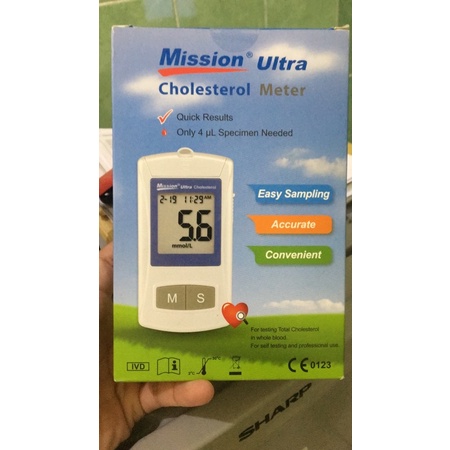 Mission® Ultra
Cholesterol Meter
Quick Results
Only 4 µL Specimen Needed
Mission® Ultra Cholesterol
2-19 11:29AM
5.6
mmol/L
M S
Easy Sampling
Accurate
Convenient
For testing Total Cholesterol
in whole blood.
For self testing and professional use.
IVD
i
2°C
CE 0123
SHARP